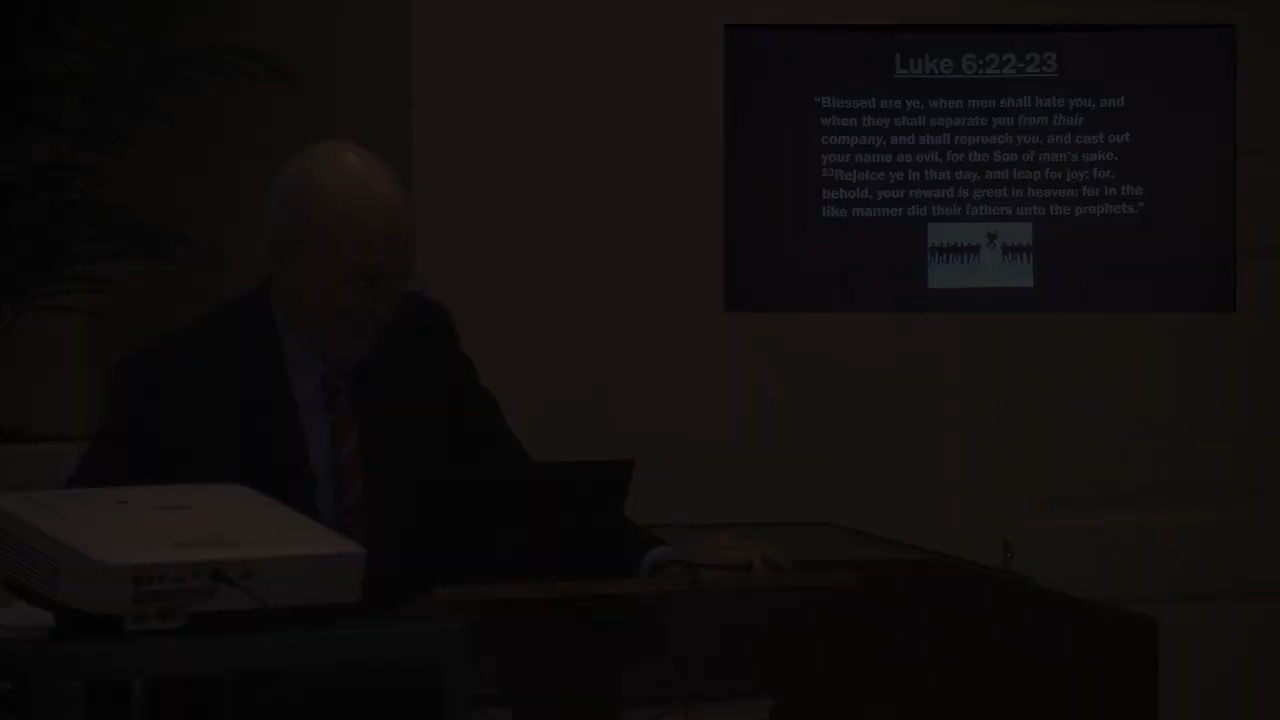 Luke 6:22-23
“Blessed are ye, when men shall hate you, and
when they shall separate you from their
company, and shall reproach you, and cast out
your name as evil, for the Son of man's sake.
23Rejoice ye in that day, and leap for joy: for,
behold, your reward is great in heaven: for in the
like manner did their fathers unto the prophets.”